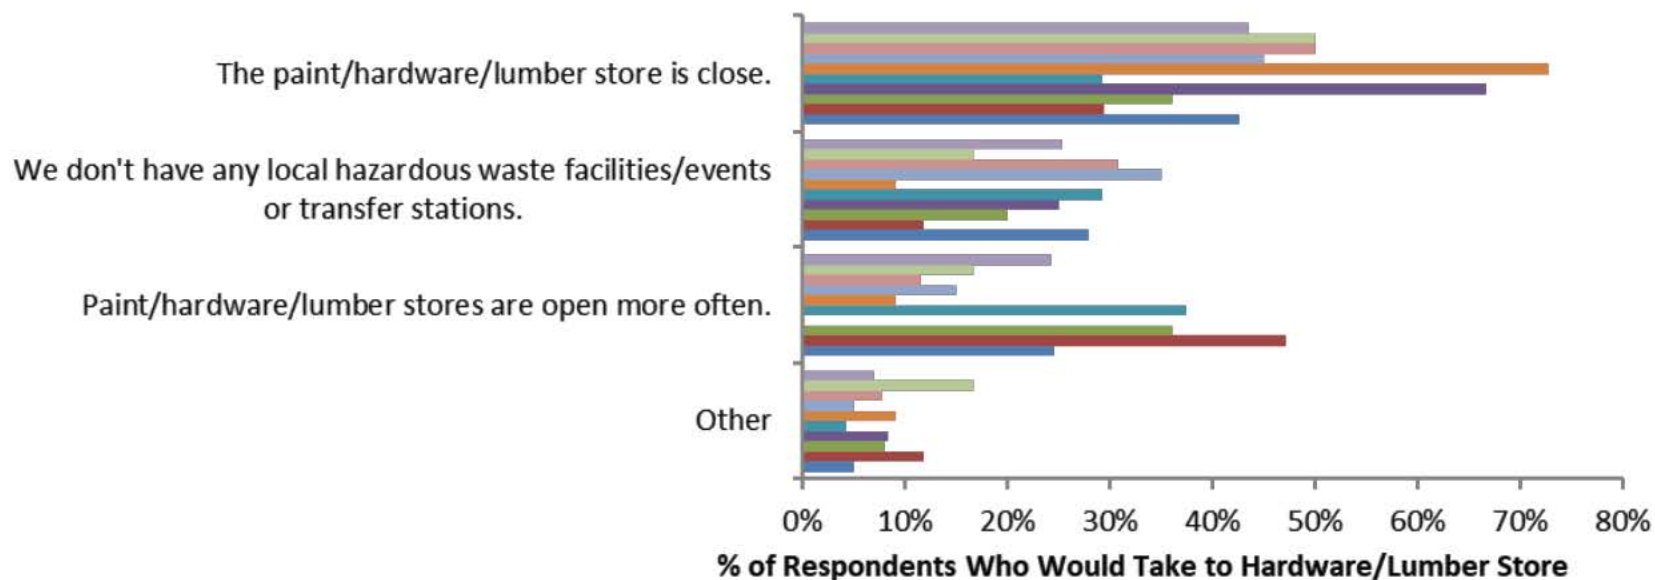 The paint/hardware/lumber store is close.
We don't have any local hazardous waste facilities/events
or transfer stations.
Paint/hardware/lumber stores are open more often.
Other
0% 10% 20% 30% 40% 50% 60% 70% 80%
% of Respondents Who Would Take to Hardware/Lumber Store